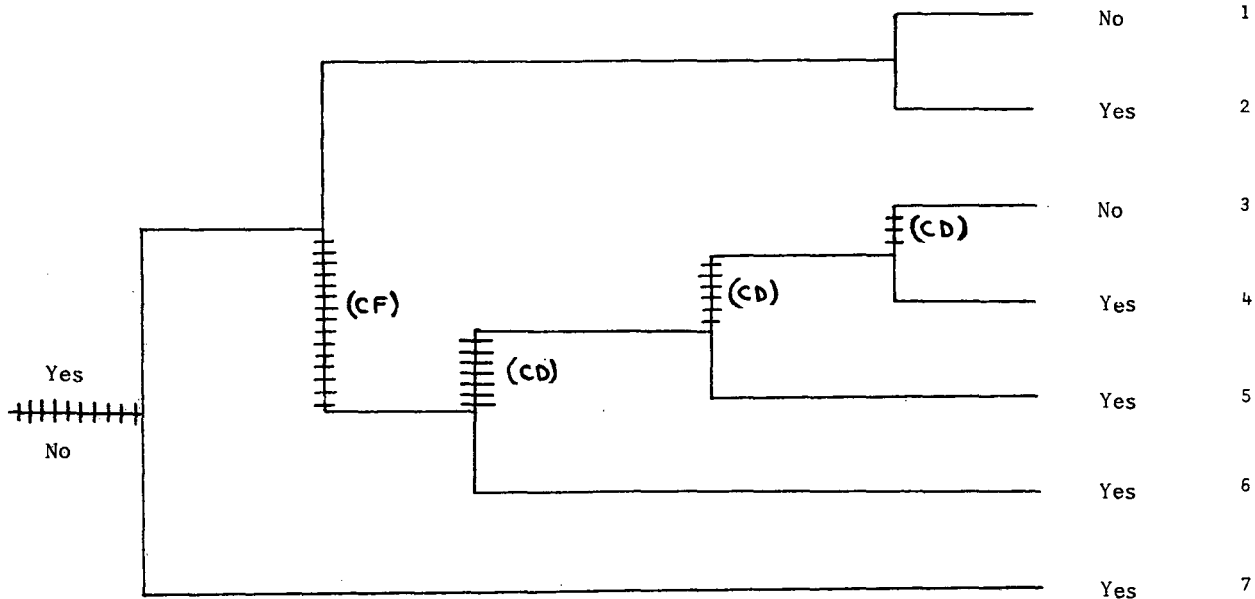 No 1
Yes 2
No 3
(CD)
(CD)
Yes 4
(CF)
(CD)
Yes
Yes 5
No
Yes 6
Yes 7